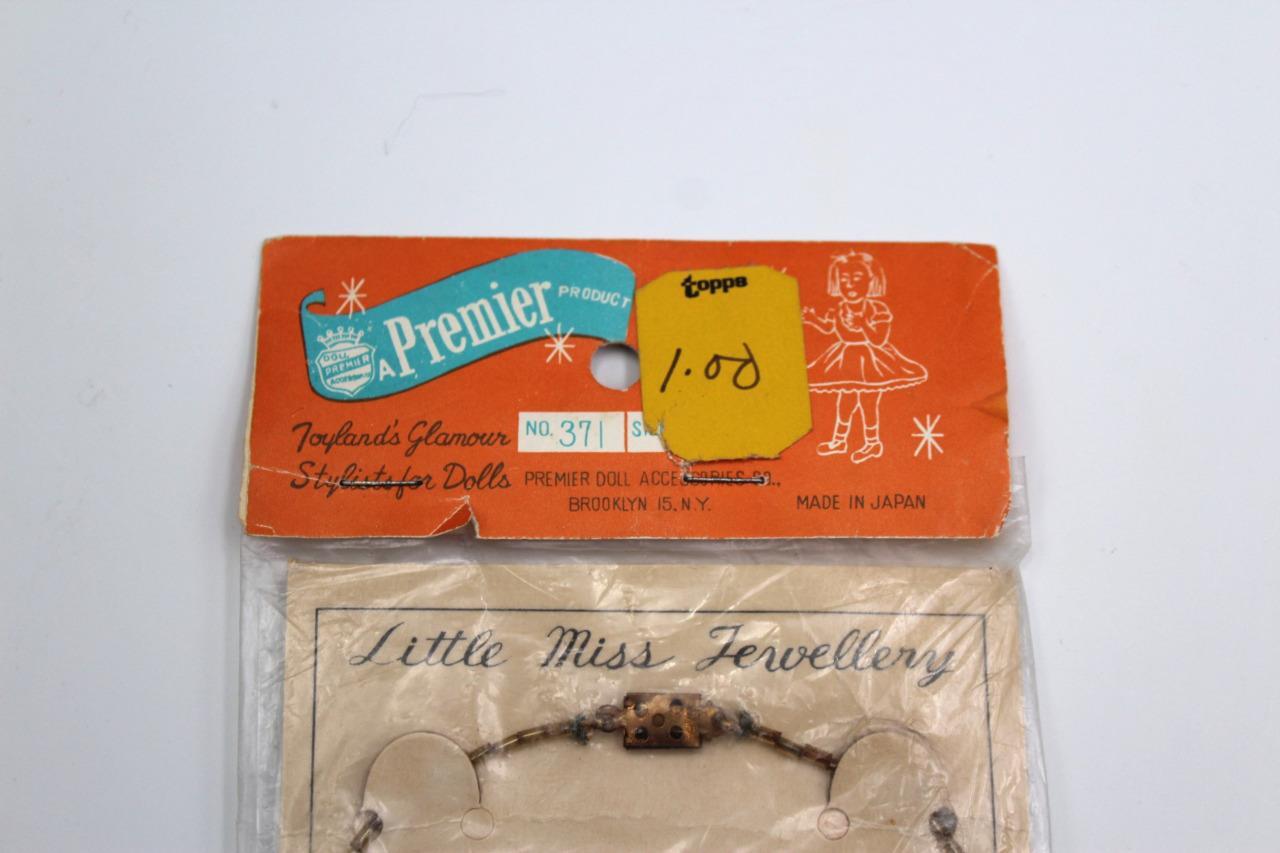 A Premier PRODUCT
DOLL
PREMIER
topps
1.00
Toyland's Glamour
Stylists for Dolls
NO. 371
PREMIER DOLL ACCESSORIES CO.,
BROOKLYN 15, N.Y.
MADE IN JAPAN
Little Miss Jewellery